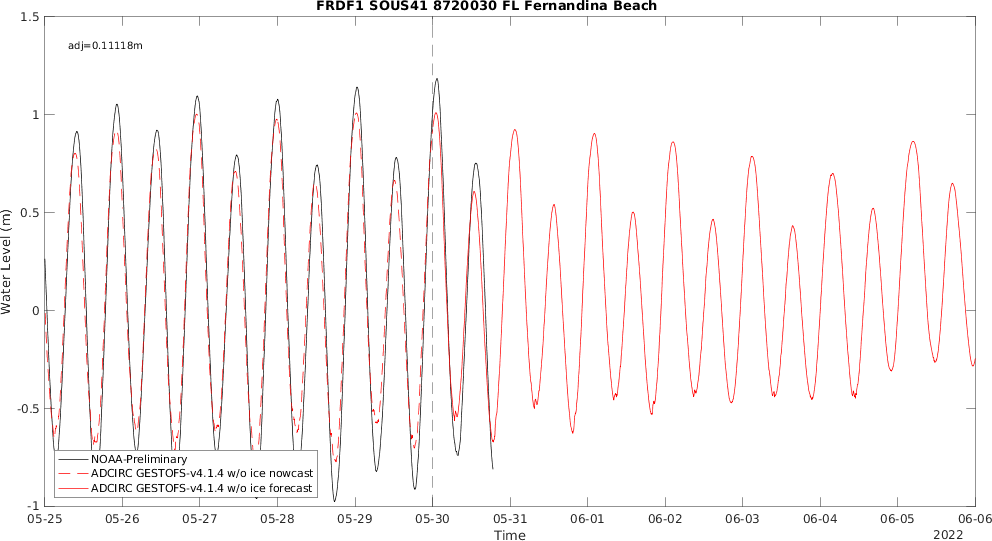 FRDF1 SOUS41 8720030 FL Fernandina Beach
adj=0.11118m
1.5
1
0.5
0
-0.5
-1
Water Level (m)
NOAA-Preliminary
ADCIRC GESTOFS-v4.1.4 w/o ice nowcast
ADCIRC GESTOFS-v4.1.4 w/o ice forecast
05-25 05-26 05-27 05-28 05-29 05-30 05-31 06-01 06-02 06-03 06-04 06-05 06-06
Time
2022